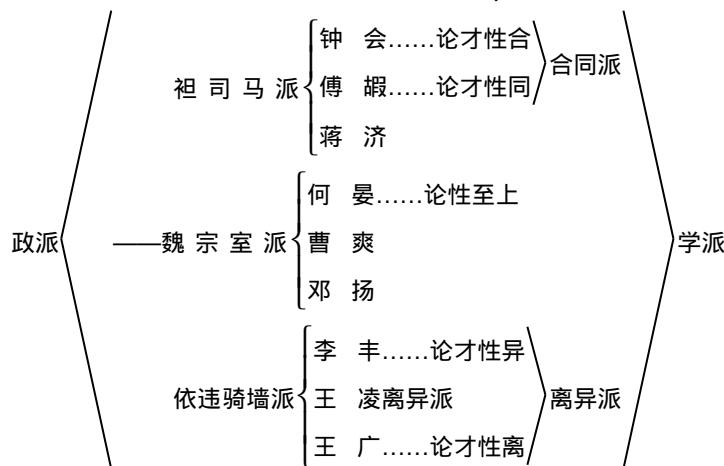 钟 会……论才性合
合同派
袒司马派
傅 嘏……论才性同
蒋 济
何 晏……论性至上
政派
——魏宗室派
曹 爽
学派
邓 扬
李 丰……论才性异
依违骑墙派
王 凌离异派
离异派
王 广……论才性离